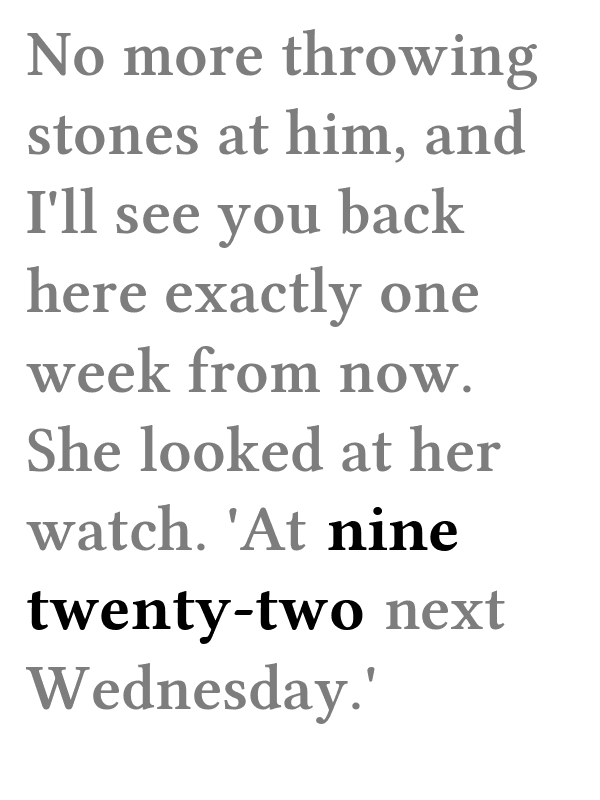 No more throwing
stones at him, and
I'll see you back
here exactly one
week from now.
She looked at her
watch. 'At nine
twenty-two next
Wednesday.'